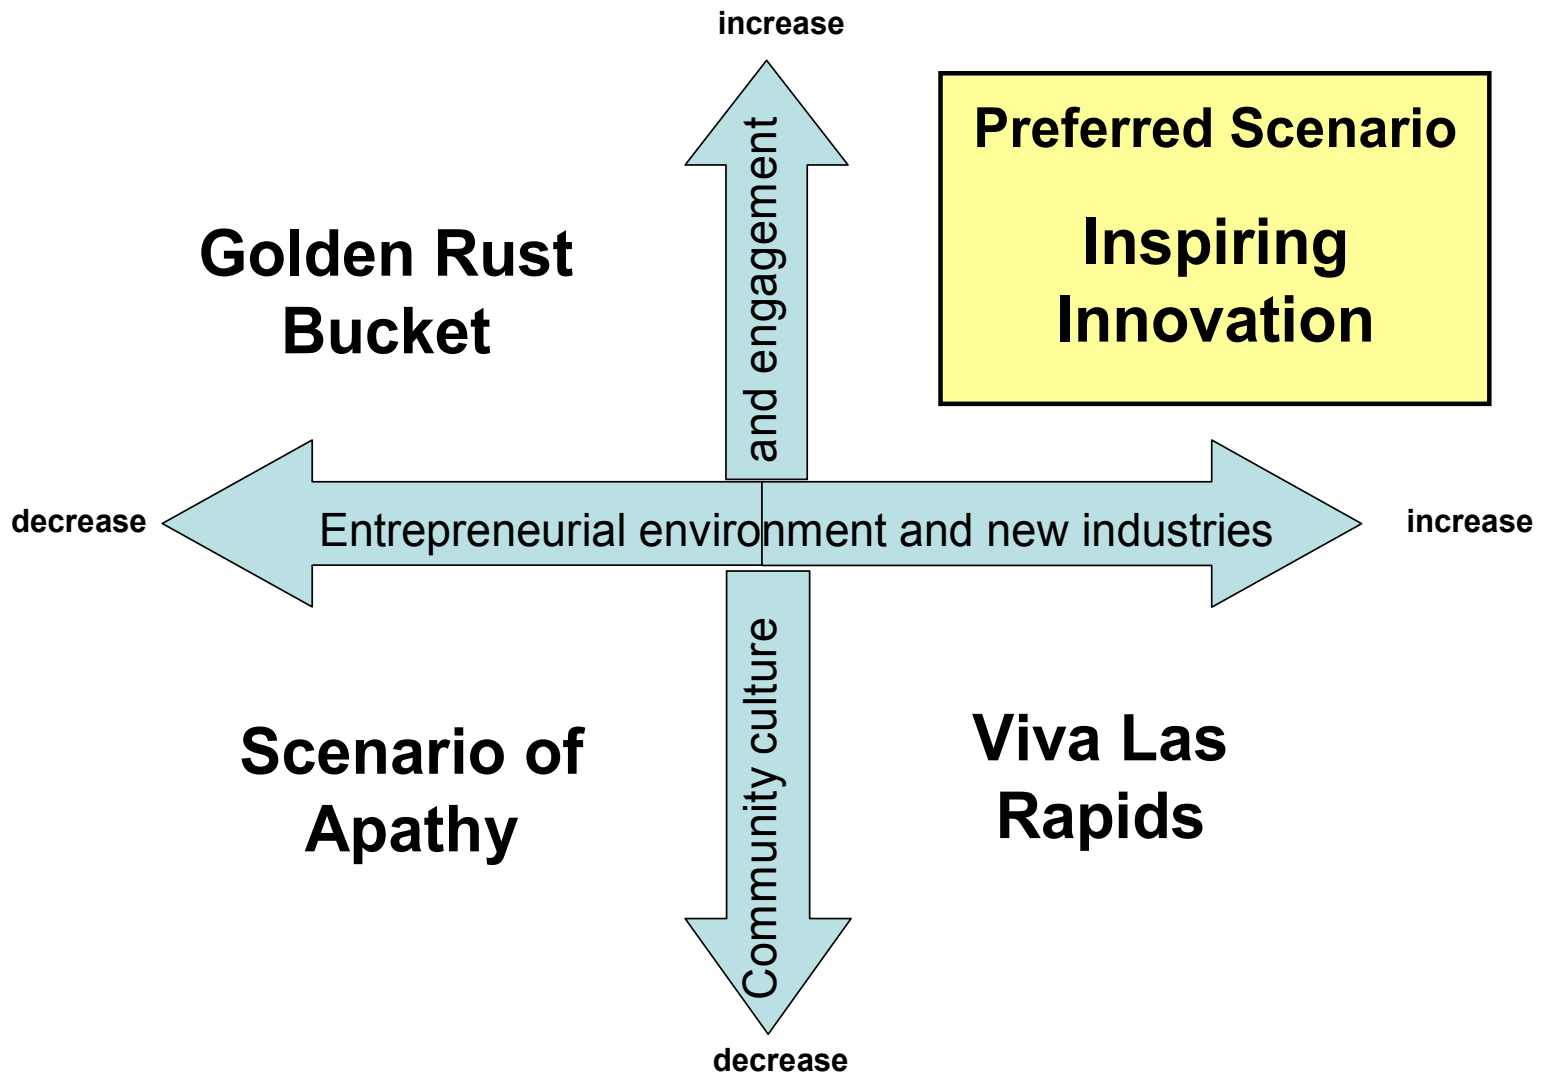 increase
Preferred Scenario
Inspiring
Innovation
Golden Rust
Bucket
and engagement
decrease
Entrepreneurial environment and new industries
increase
Community culture
Scenario of
Apathy
Viva Las
Rapids
decrease